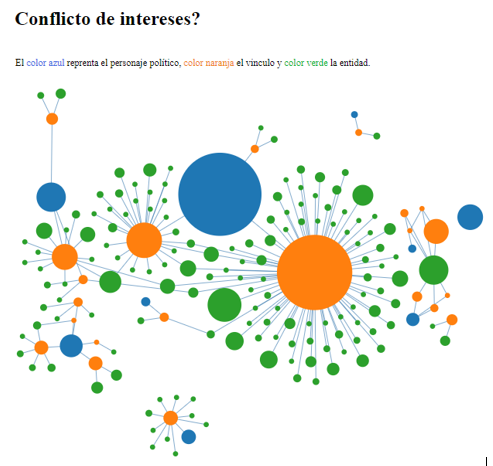 Conflicto de intereses?
El color azul reprenta el personaje político, color naranja el vinculo y color verde la entidad.